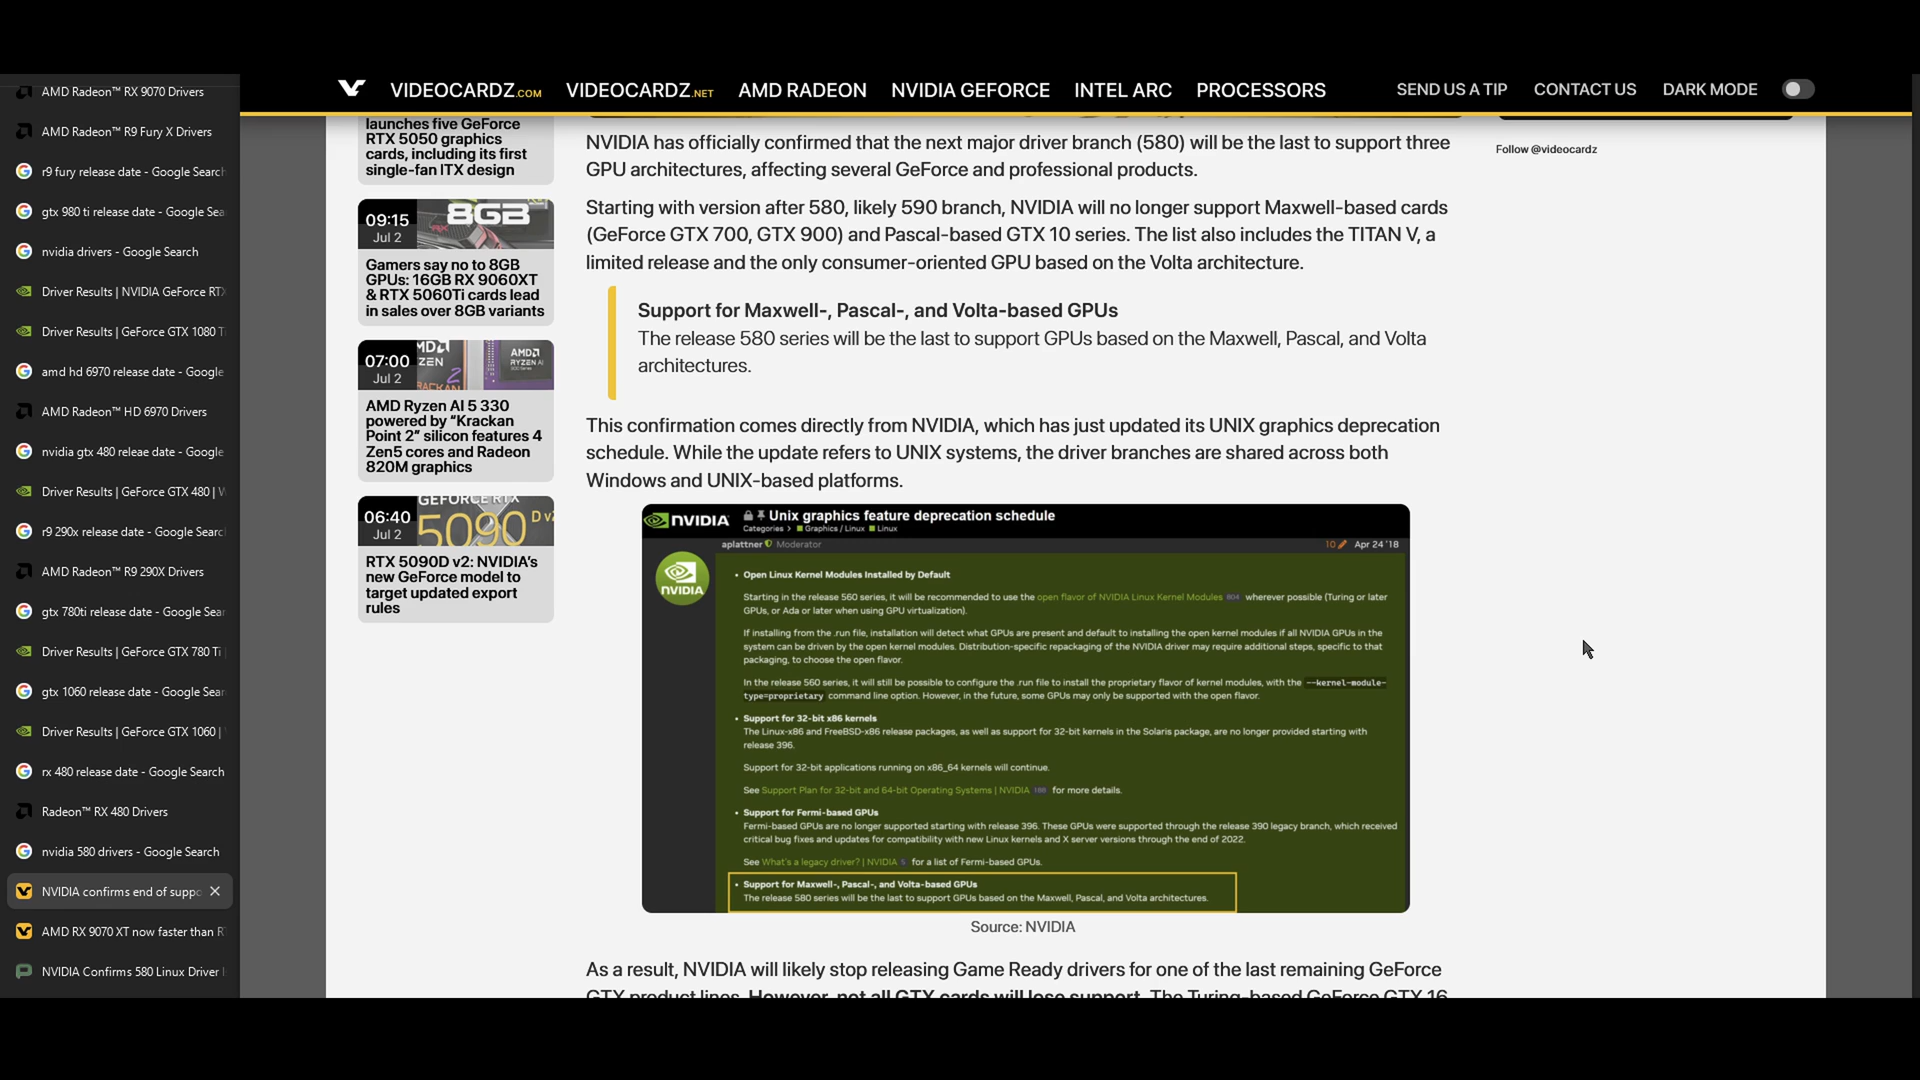 VIDEOCARDZ.COM
VIDEOCARDZ.NET
AMD RADEON
NVIDIA GEFORCE
INTEL ARC
PROCESSORS
SEND US A TIP
CONTACT US
DARK MODE
AMD Radeon™ RX 9070 Drivers
AMD Radeon™ R9 Fury X Drivers
r9 fury release date - Google Search
gtx 980 ti release date - Google Sea
nvidia drivers - Google Search
Driver Results | NVIDIA GeForce RTX
Driver Results | GeForce GTX 1080 Ti
amd hd 6970 release date - Google
AMD Radeon™ HD 6970 Drivers
nvidia gtx 480 releae date - Google
Driver Results | GeForce GTX 480 | W
r9 290x release date - Google Searc
AMD Radeon™ R9 290X Drivers
gtx 780ti release date - Google Sear
Driver Results | GeForce GTX 780 Ti |
gtx 1060 release date - Google Sear
Driver Results | GeForce GTX 1060 |
rx 480 release date - Google Search
Radeon™ RX 480 Drivers
nvidia 580 drivers - Google Search
NVIDIA confirms end of suppo
AMD RX 9070 XT now faster than R
NVIDIA Confirms 580 Linux Driver
launches five GeForce
RTX 5050 graphics
cards, including its first
single-fan ITX design
09:15
Jul 2
8GB
Gamers say no to 8GB
GPUs: 16GB RX 9060XT
& RTX 5060Ti cards lead
in sales over 8GB variants
07:00
Jul 2
AMD Ryzen AI 5 330
powered by “Krackan
Point 2” silicon features 4
Zen5 cores and Radeon
820M graphics
06:40
Jul 2
GEFORCE RTX
5090 D v2
RTX 5090D v2: NVIDIA’s
new GeForce model to
target updated export
rules
NVIDIA has officially confirmed that the next major driver branch (580) will be the last to support three
GPU architectures, affecting several GeForce and professional products.
Starting with version after 580, likely 590 branch, NVIDIA will no longer support Maxwell-based cards
(GeForce GTX 700, GTX 900) and Pascal-based GTX 10 series. The list also includes the TITAN V, a
limited release and the only consumer-oriented GPU based on the Volta architecture.
Support for Maxwell-, Pascal-, and Volta-based GPUs
The release 580 series will be the last to support GPUs based on the Maxwell, Pascal, and Volta
architectures.
This confirmation comes directly from NVIDIA, which has just updated its UNIX graphics deprecation
schedule. While the update refers to UNIX systems, the driver branches are shared across both
Windows and UNIX-based platforms.
NVIDIA
Unix graphics feature deprecation schedule
Categories > Graphics / Linux Linux
aplattner Moderator
10 Apr 24 '18
NVIDIA
• Open Linux Kernel Modules Installed by Default
Starting in the release 560 series, it will be recommended to use the open flavor of NVIDIA Linux Kernel Modules 804 wherever possible (Turing or later
GPUs, or Ada or later when using GPU virtualization).
If installing from the .run file, installation will detect what GPUs are present and default to installing the open kernel modules if all NVIDIA GPUs in the
system can be driven by the open kernel modules. Distribution-specific repackaging of the NVIDIA driver may require additional steps, specific to that
packaging, to choose the open flavor.
In the release 560 series, it will still be possible to configure the .run file to install the proprietary flavor of kernel modules, with the --kernel-module-
type=proprietary command line option. However, in the future, some GPUs may only be supported with the open flavor.
• Support for 32-bit x86 kernels
The Linux-x86 and FreeBSD-x86 release packages, as well as support for 32-bit kernels in the Solaris package, are no longer provided starting with
release 396.
Support for 32-bit applications running on x86_64 kernels will continue.
See Support Plan for 32-bit and 64-bit Operating Systems | NVIDIA for more details.
• Support for Fermi-based GPUs
Fermi-based GPUs are no longer supported starting with release 396. These GPUs were supported through the release 390 legacy branch, which received
critical bug fixes and updates for compatibility with new Linux kernels and X server versions through the end of 2022.
See What's a legacy driver? | NVIDIA for a list of Fermi-based GPUs.
• Support for Maxwell-, Pascal-, and Volta-based GPUs
The release 580 series will be the last to support GPUs based on the Maxwell, Pascal, and Volta architectures.
Source: NVIDIA
As a result, NVIDIA will likely stop releasing Game Ready drivers for one of the last remaining GeForce
GTX product lines. However, not all GTX cards will lose support. The Turing-based GeForce GTX 16
Follow @videocardz